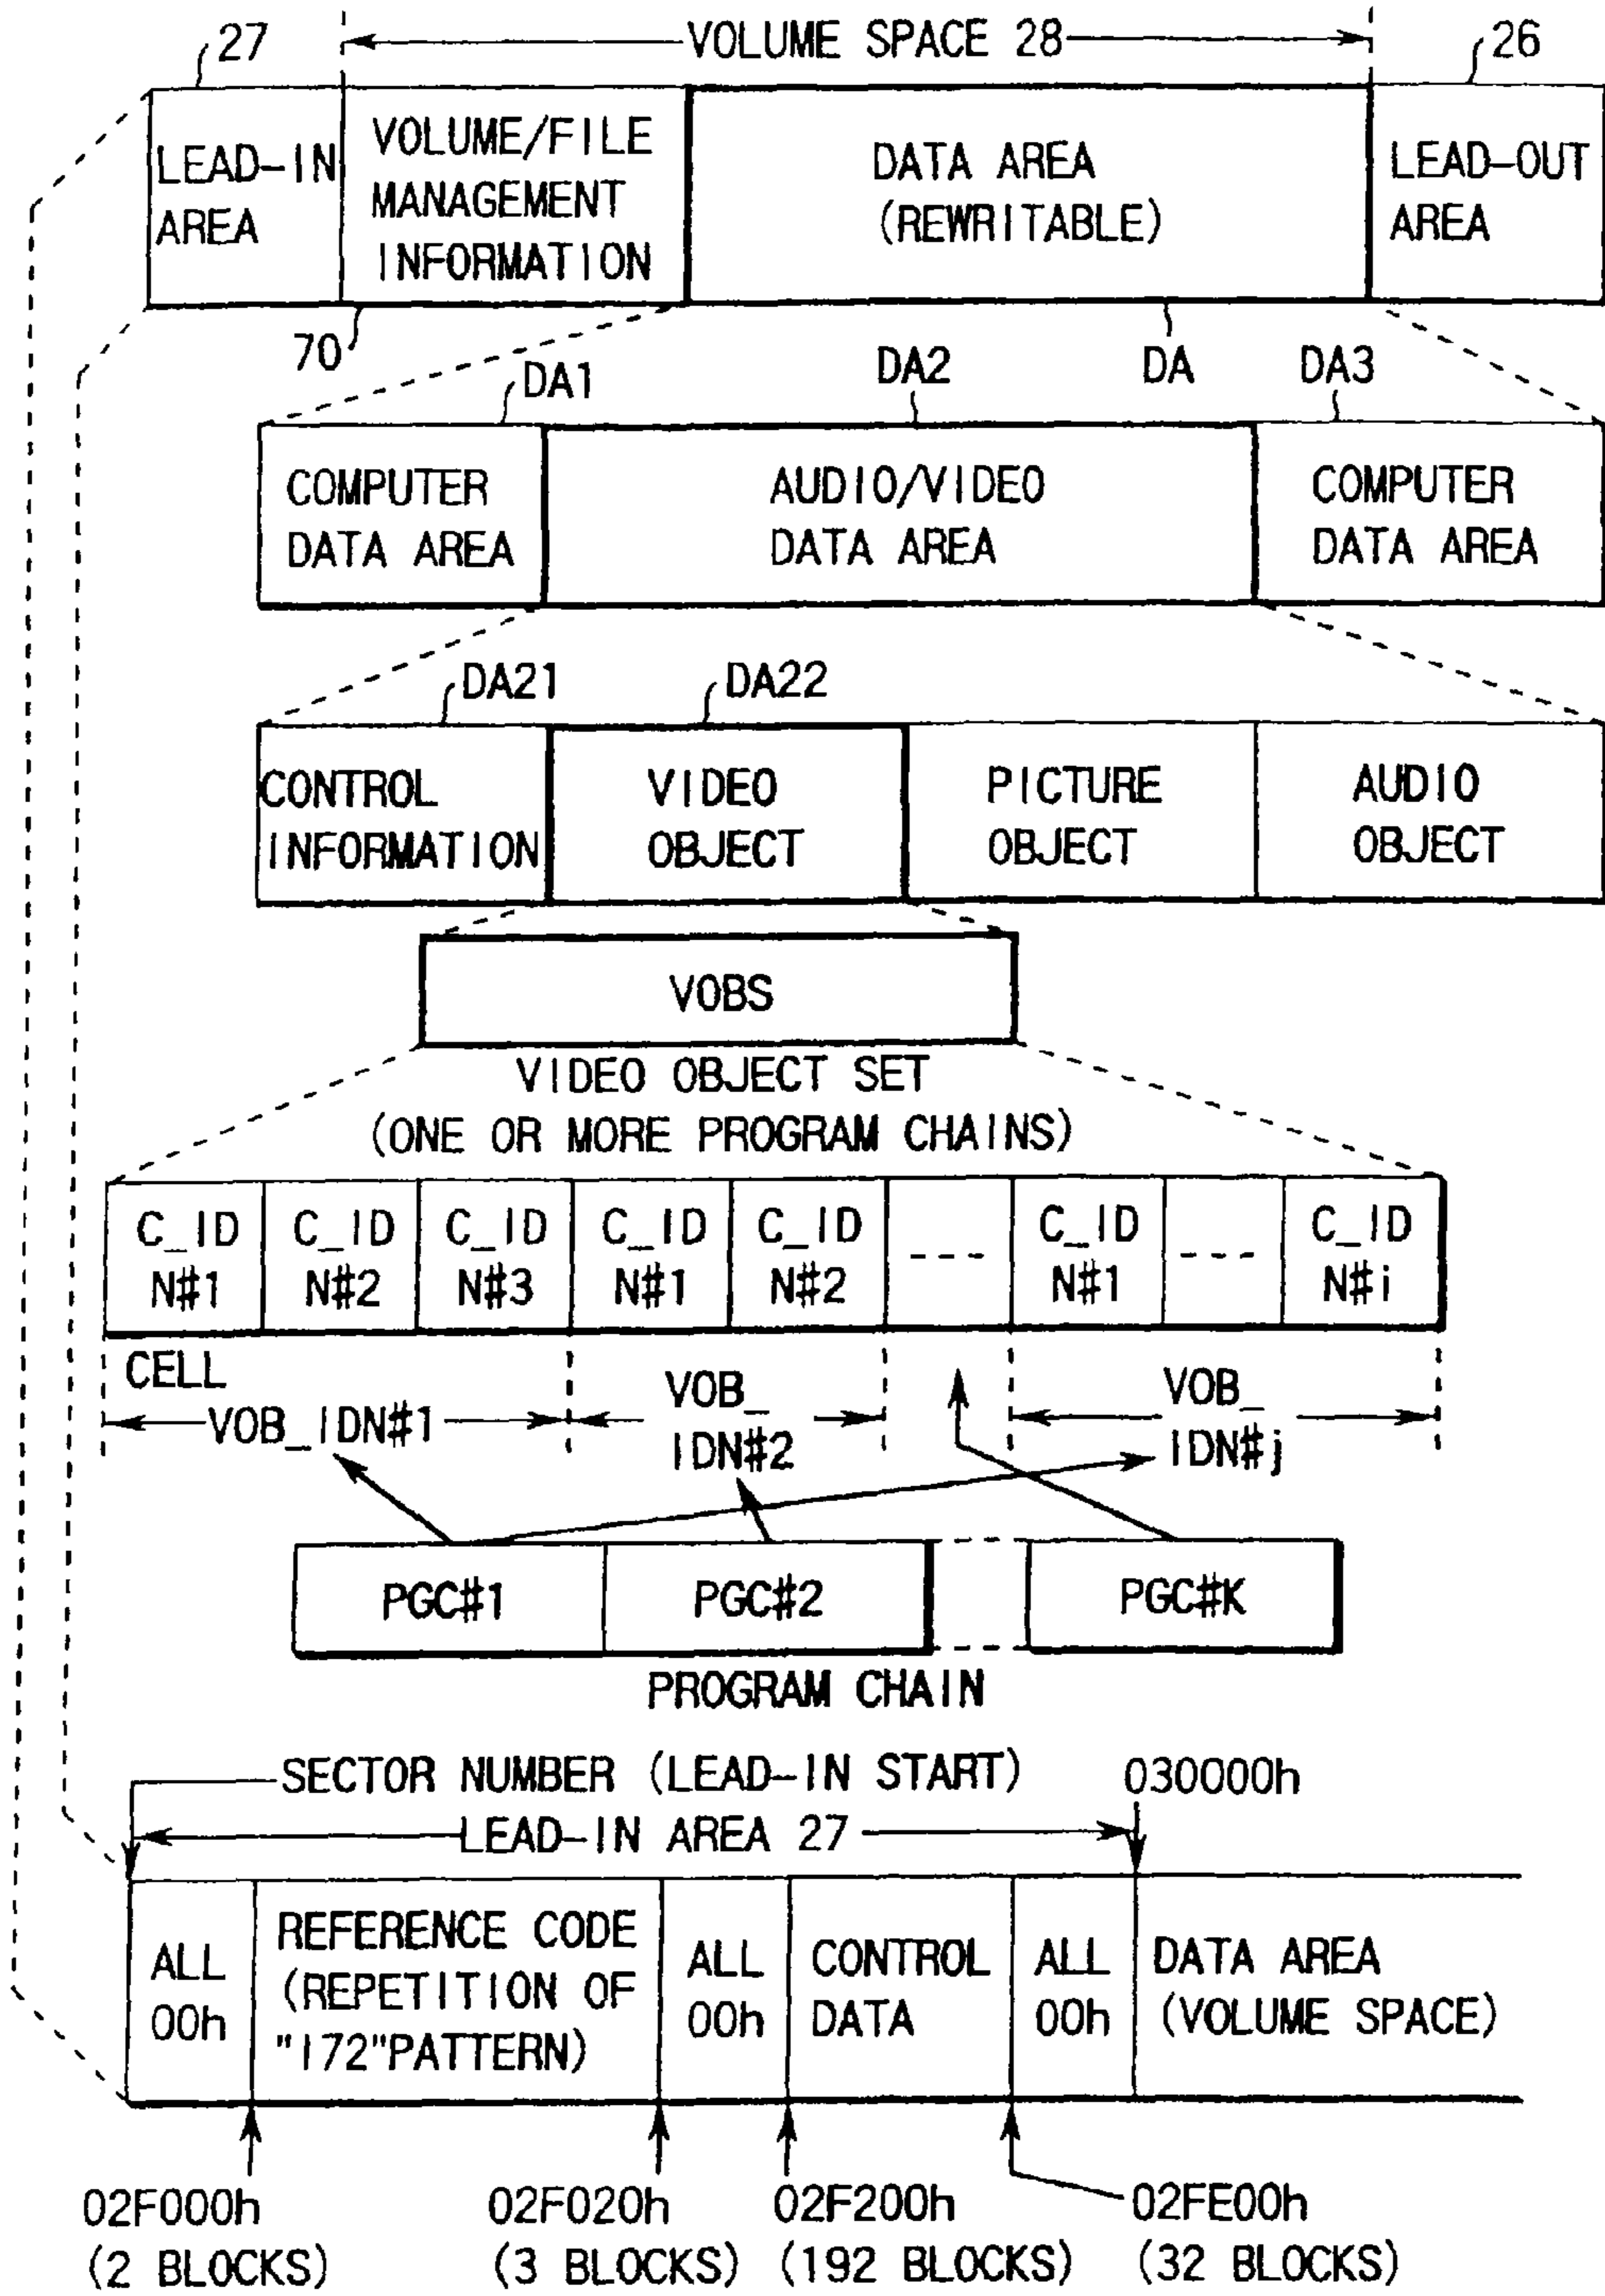 27
VOLUME SPACE 28
26
LEAD-IN
AREA
VOLUME/FILE
MANAGEMENT
INFORMATION
DATA AREA
(REWRITABLE)
LEAD-OUT
AREA
70
DA1
DA2
DA
DA3
COMPUTER
DATA AREA
AUDIO/VIDEO
DATA AREA
COMPUTER
DATA AREA
DA21
DA22
CONTROL
INFORMATION
VIDEO
OBJECT
PICTURE
OBJECT
AUDIO
OBJECT
VOBS
VIDEO OBJECT SET
(ONE OR MORE PROGRAM CHAINS)
C_ID
N#1
C_ID
N#2
C_ID
N#3
C_ID
N#1
C_ID
N#2
----
C_ID
N#1
----
C_ID
N#i
CELL
VOB_IDN#1
VOB_
IDN#2
VOB_
IDN#j
PGC#1
PGC#2
PGC#K
PROGRAM CHAIN
SECTOR NUMBER (LEAD-IN START)
030000h
LEAD-IN AREA 27
ALL
00h
REFERENCE CODE
(REPETITION OF
"172"PATTERN)
ALL
00h
CONTROL
DATA
ALL
00h
DATA AREA
(VOLUME SPACE)
02F000h
(2 BLOCKS)
02F020h
(3 BLOCKS)
02F200h
(192 BLOCKS)
02FE00h
(32 BLOCKS)